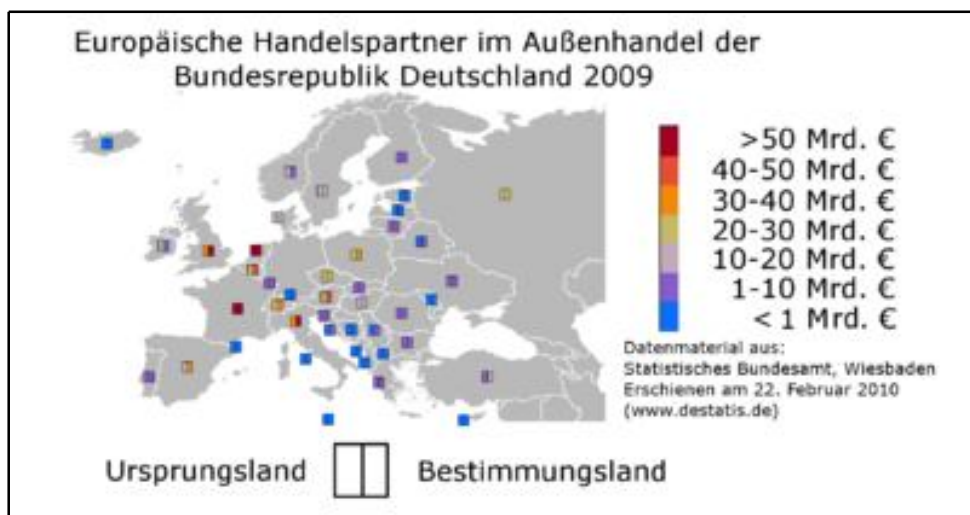 Europäische Handelspartner im Außenhandel der
Bundesrepublik Deutschland 2009
>50 Mrd. €
40-50 Mrd. €
30-40 Mrd. €
20-30 Mrd. €
10-20 Mrd. €
1-10 Mrd. €
< 1 Mrd. €
Datenmaterial aus:
Statistisches Bundesamt, Wiesbaden
Erschienen am 22. Februar 2010
(www.destatis.de)
Ursprungsland Bestimmungsland